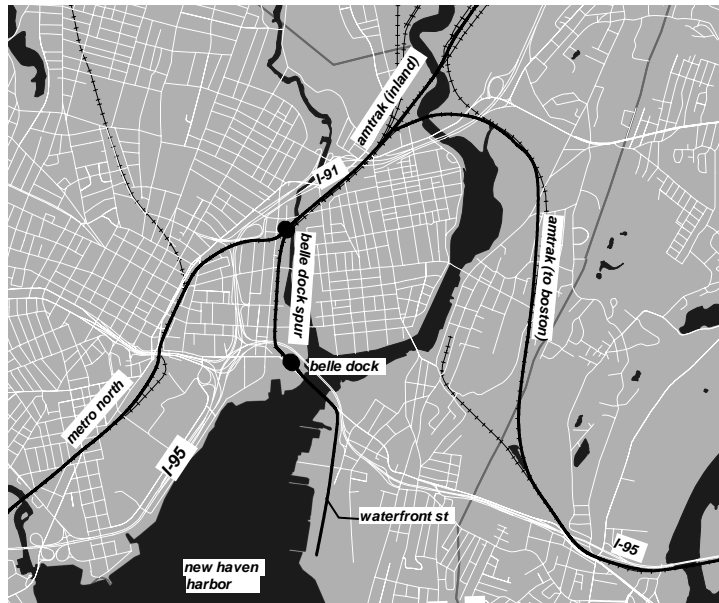 amtrak (inland)
I-91
amtrak (to boston)
belle dock spur
belle dock
metro north
I-95
waterfront st
I-95
new haven
harbor